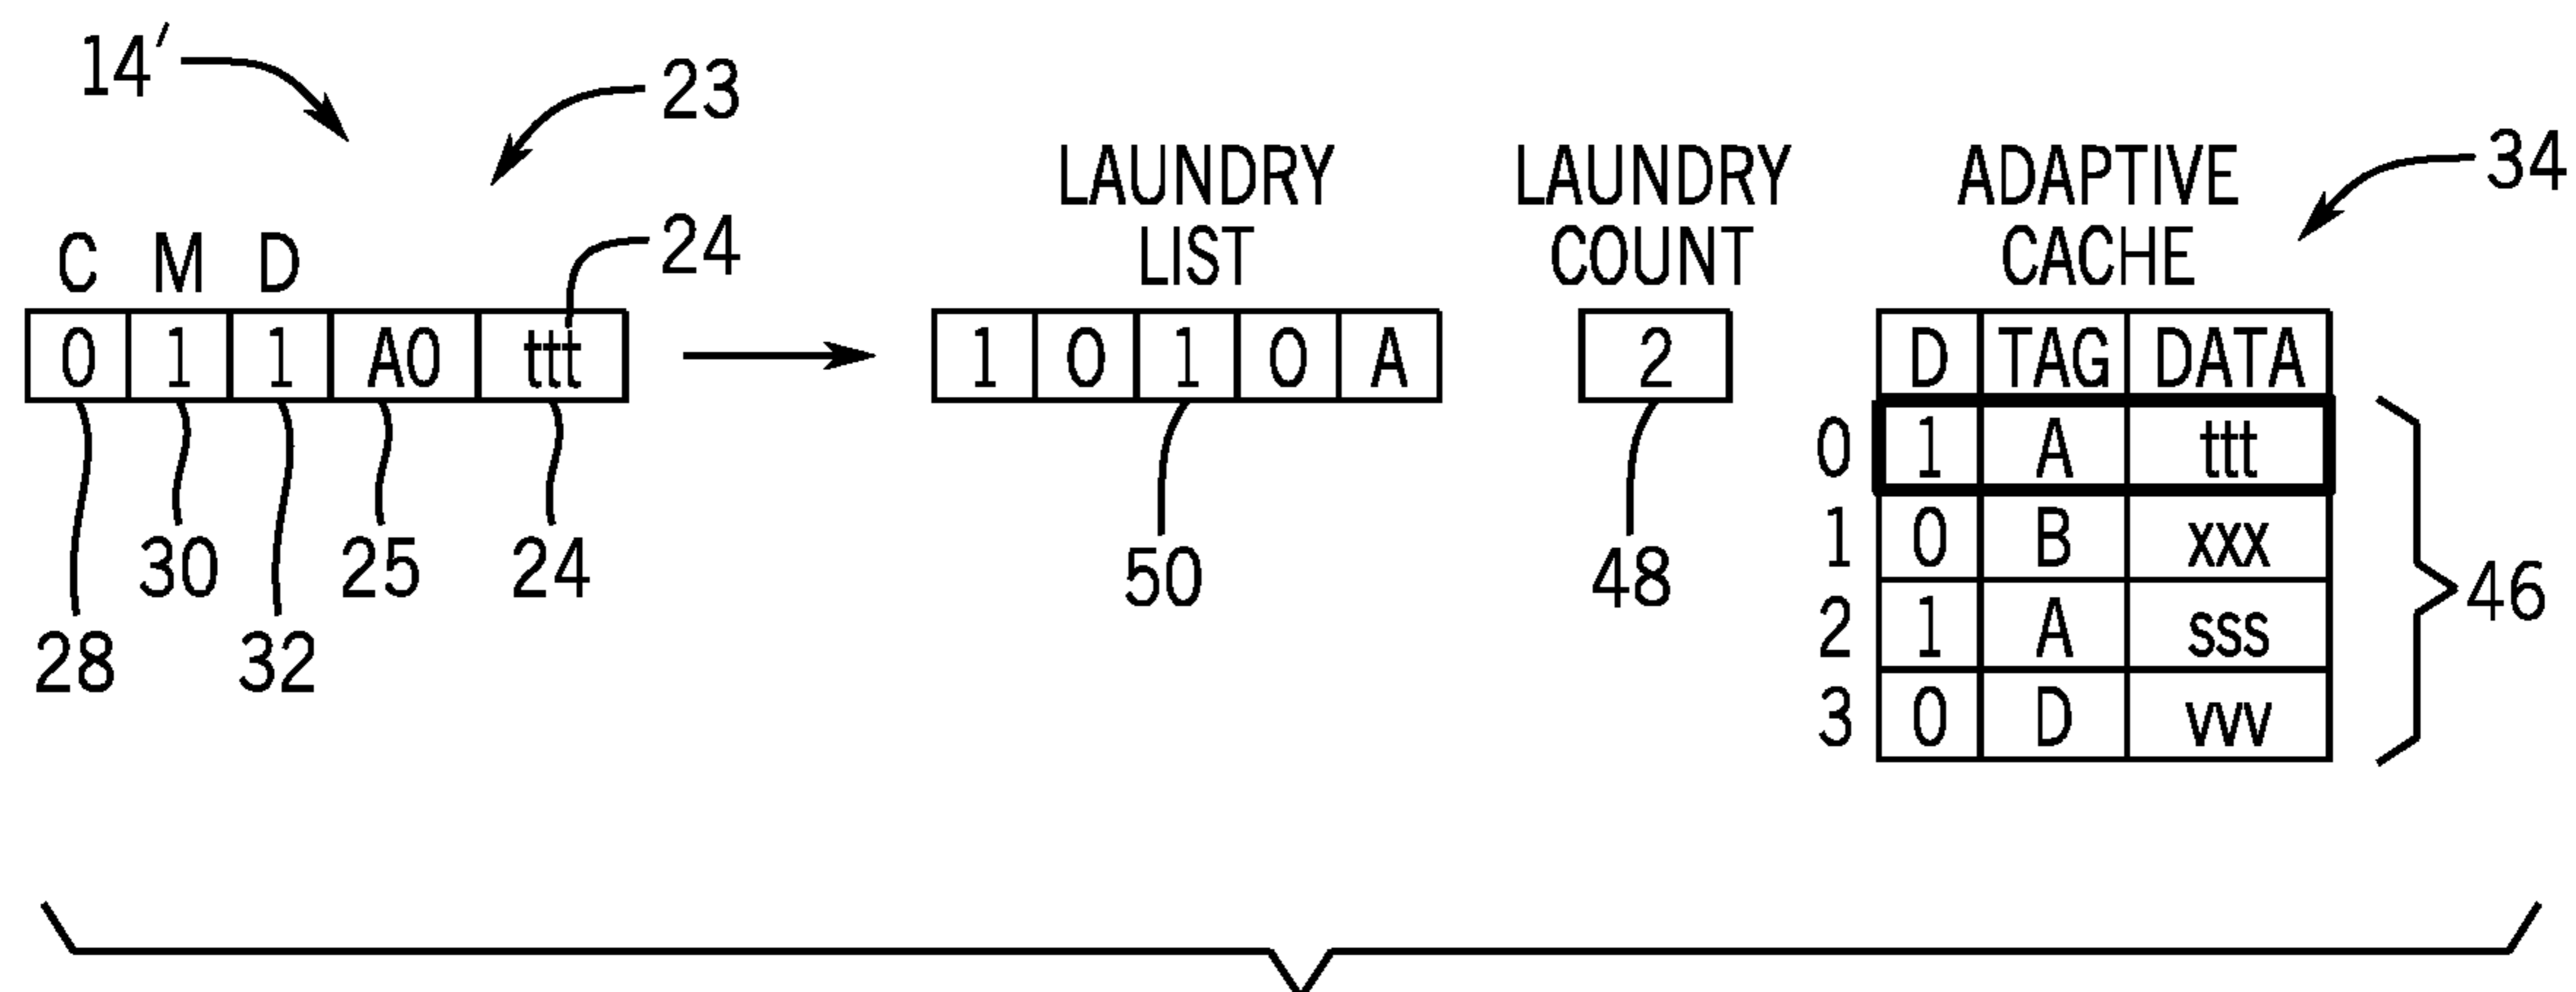 14′
23
34
LAUNDRY LIST
LAUNDRY COUNT
ADAPTIVE CACHE
C M D
24
0 1 1 A0 ttt
1 0 1 0 A
2
D TAG DATA
0 1 A ttt
1 0 B xxx
2 1 A sss
3 0 D vvv
30
25
24
50
48
46
28
32